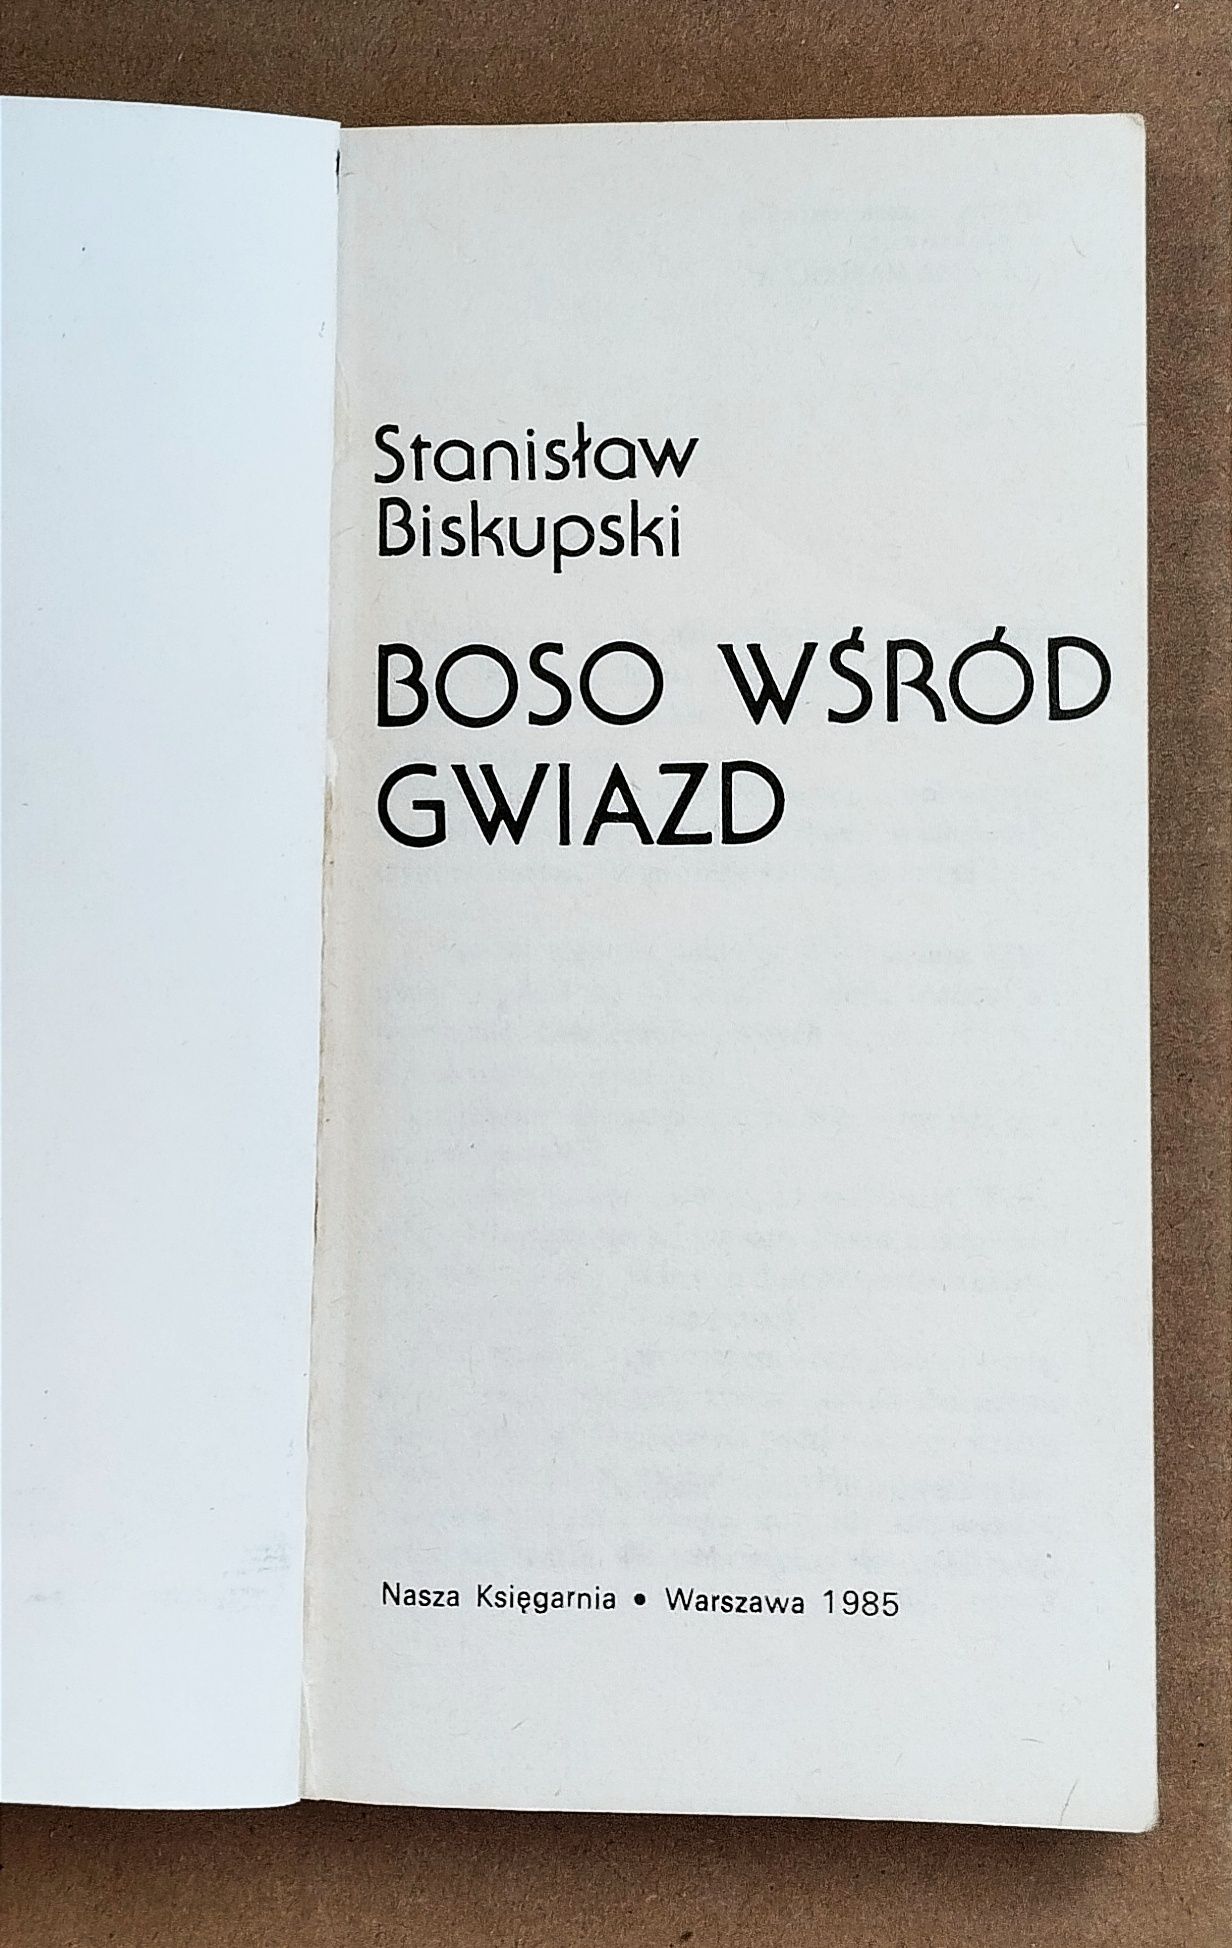 Stanisław
Biskupski
BOSO WŚRÓD
GWIAZD
Nasza Księgarnia • Warszawa 1985